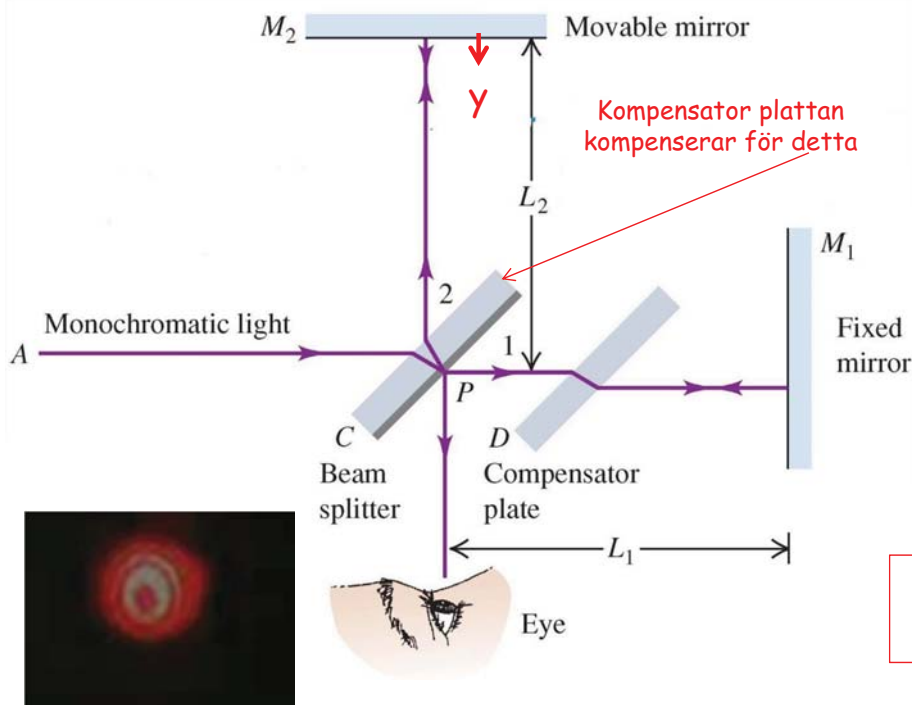 M2
Movable mirror
y
Kompensator plattan
kompenserar för detta
L2
M1
2
Monochromatic light
1
Fixed
mirror
A
P
C
D
Beam
splitter
Compensator
plate
L1
Eye